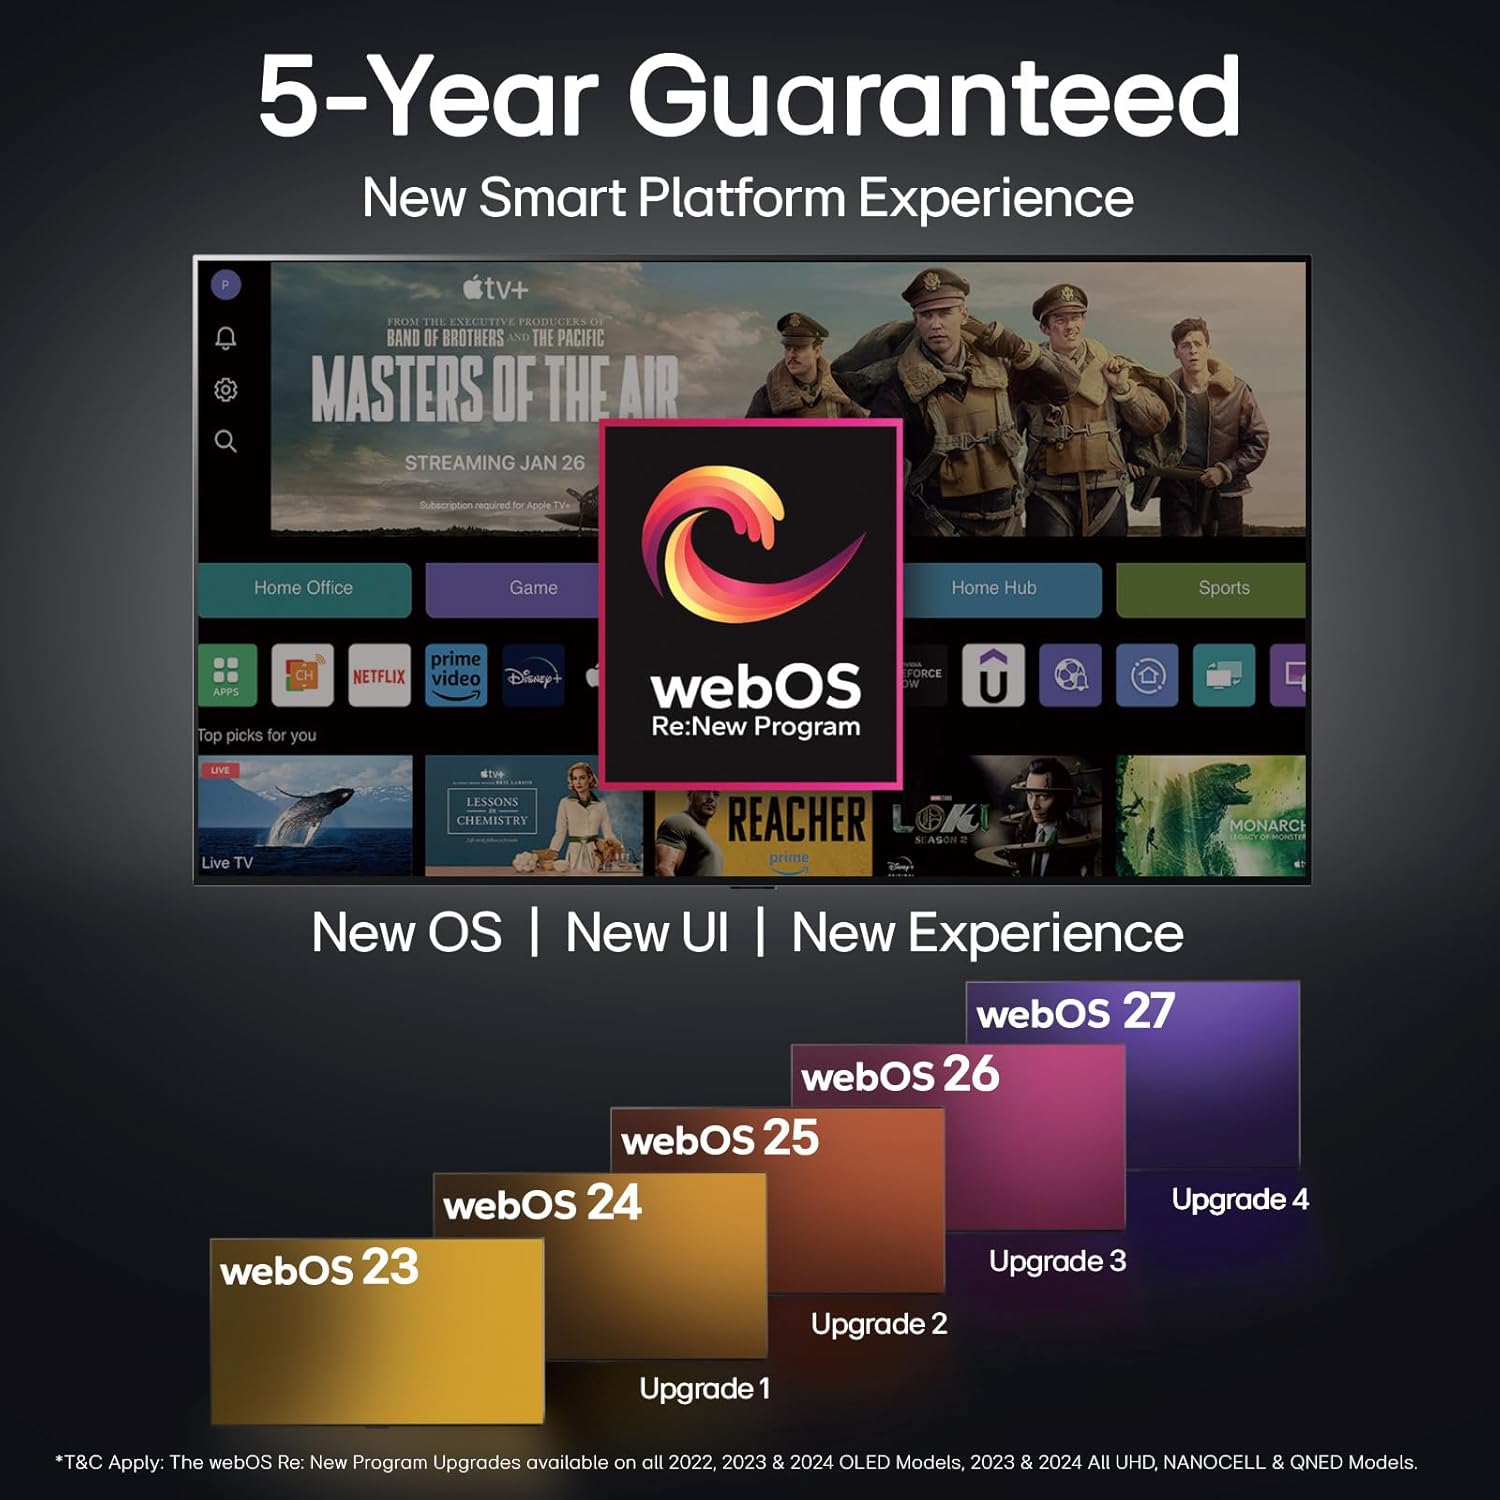 5-Year Guaranteed
New Smart Platform Experience
P
tv+
FROM THE EXECUTIVE PRODUCERS OF
BAND OF BROTHERS AND THE PACIFIC
MASTERS OF THE AIR
STREAMING JAN 26
Subscription required for Apple TV+
Home Office
Game
Home Hub
Sports
APPS
CH
NETFLIX
prime video
Disney+
webOS
Re:New Program
Top picks for you
LIVE
Live TV
tv+
LESSONS
in
CHEMISTRY
REACHER
prime
LOKI
SEASON 2
Disney+
MONARCH
LEGACY OF MONSTERS
New OS | New UI | New Experience
webOS 27
webOS 26
webOS 25
webOS 24
webOS 23
Upgrade 4
Upgrade 3
Upgrade 2
Upgrade 1
*T&C Apply: The webOS Re: New Program Upgrades available on all 2022, 2023 & 2024 OLED Models, 2023 & 2024 All UHD, NANOCELL & QNED Models.